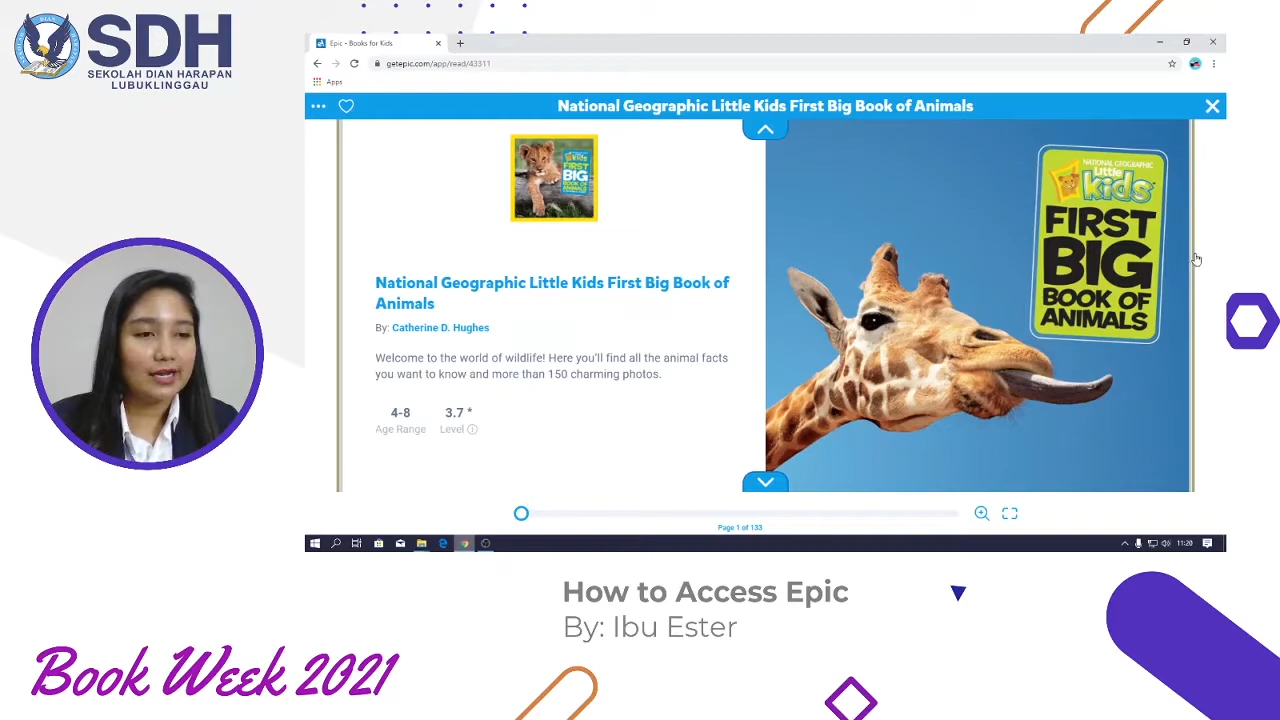 SDH
SEKOLAH DIAN HARAPAN
LUBUKLINGGAU
Epic - Books for Kids
getepic.com/app/read/43311
Apps
National Geographic Little Kids First Big Book of Animals
National Geographic Little Kids First Big Book of
Animals
By: Catherine D. Hughes
Welcome to the world of wildlife! Here you'll find all the animal facts
you want to know and more than 150 charming photos.
4-8
Age Range
3.7 *
Level
NATIONAL GEOGRAPHIC
Little
kids
FIRST
BIG
BOOK OF
ANIMALS
Page 1 of 133
11:20
How to Access Epic
By: Ibu Ester
Book Week 2021